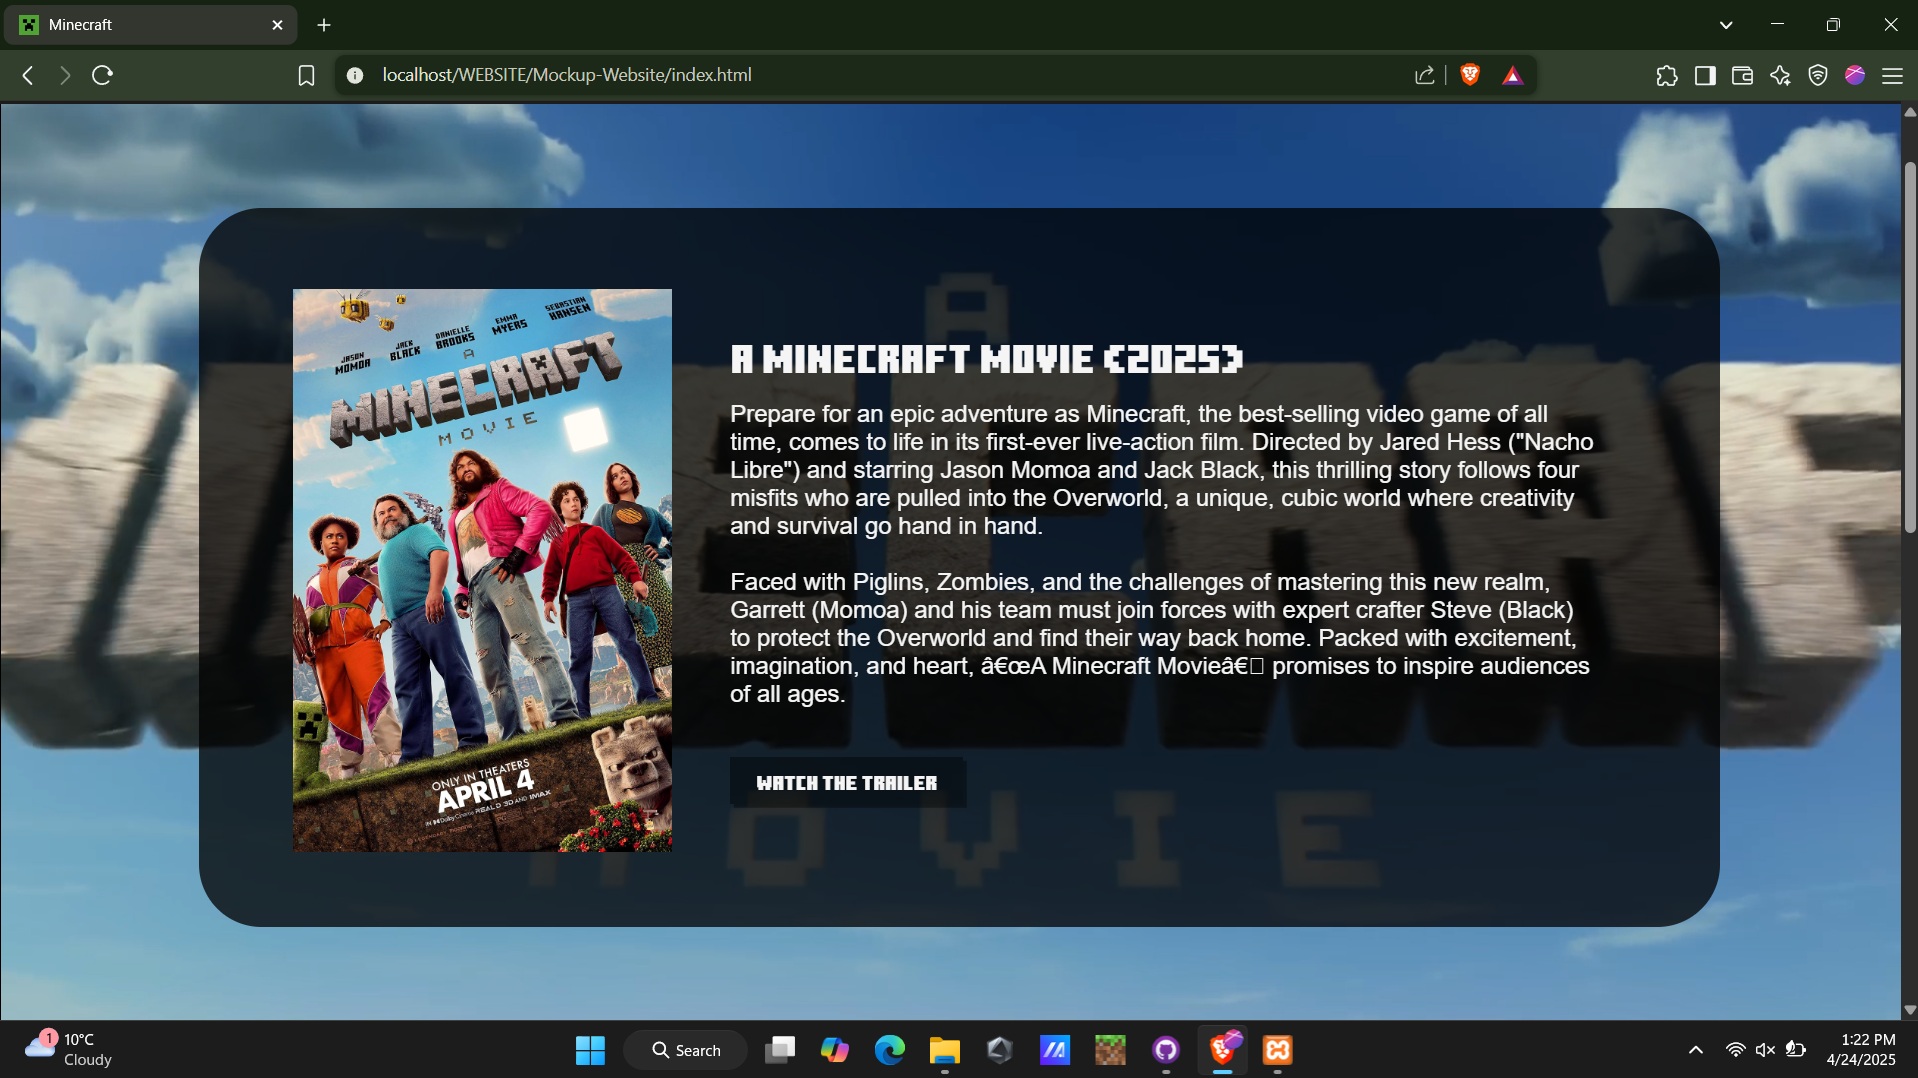 Minecraft
localhost/WEBSITE/Mockup-Website/index.html
JASON MOMOA
JACK BLACK
DANIELLE BROOKS
EMMA MYERS
SEBASTIAN HANSEN
A
MINECRAFT
MOVIE
ONLY IN THEATERS
APRIL 4
A MINECRAFT MOVIE (2025)
Prepare for an epic adventure as Minecraft, the best-selling video game of all
time, comes to life in its first-ever live-action film. Directed by Jared Hess ("Nacho
Libre") and starring Jason Momoa and Jack Black, this thrilling story follows four
misfits who are pulled into the Overworld, a unique, cubic world where creativity
and survival go hand in hand.
Faced with Piglins, Zombies, and the challenges of mastering this new realm,
Garrett (Momoa) and his team must join forces with expert crafter Steve (Black)
to protect the Overworld and find their way back home. Packed with excitement,
imagination, and heart, â€œA Minecraft Movieâ€□ promises to inspire audiences
of all ages.
WATCH THE TRAILER
A
MINECRAFT
MOVIE
1
10°C
Cloudy
Search
1:22 PM
4/24/2025